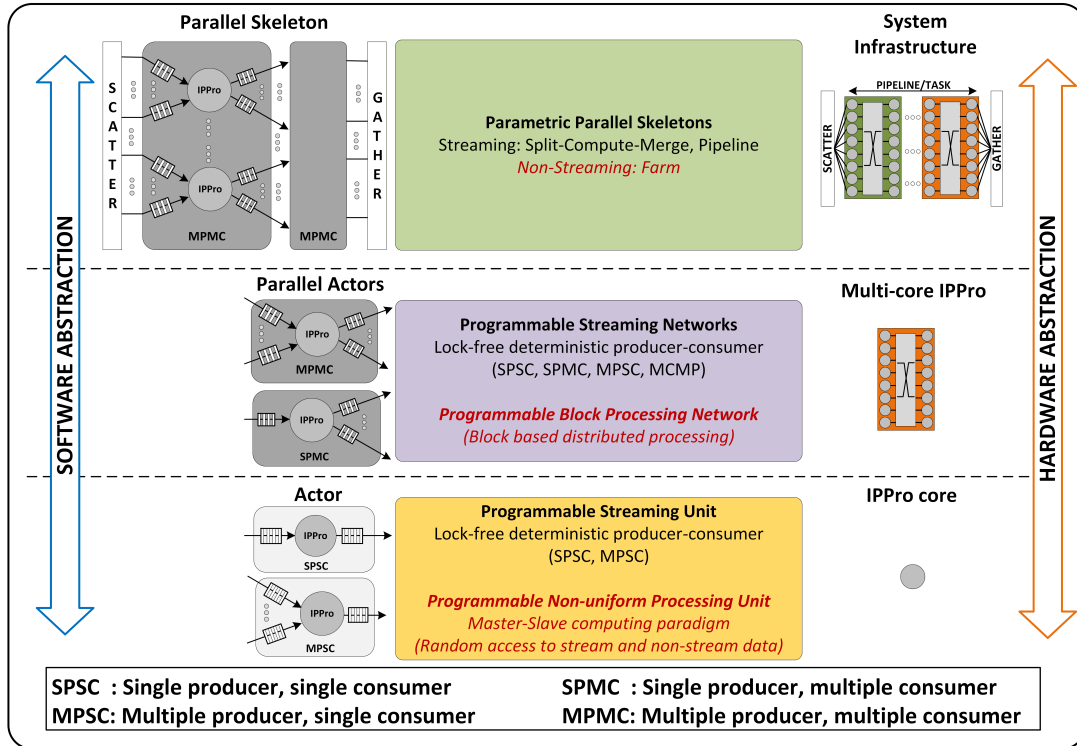 Parallel Skeleton
System
Infrastructure
SCATTER
IPPro
IPPro
MPMC
MPMC
GATHER
Parametric Parallel Skeletons
Streaming: Split-Compute-Merge, Pipeline
Non-Streaming: Farm
PIPELINE/TASK
SCATTER
GATHER
SOFTWARE ABSTRACTION
HARDWARE ABSTRACTION
Parallel Actors
IPPro
MPMC
IPPro
SPMC
Programmable Streaming Networks
Lock-free deterministic producer-consumer
(SPSC, SPMC, MPSC, MCMP)
Programmable Block Processing Network
(Block based distributed processing)
Multi-core IPPro
Actor
IPPro
SPSC
IPPro
MPSC
Programmable Streaming Unit
Lock-free deterministic producer-consumer
(SPSC, MPSC)
Programmable Non-uniform Processing Unit
Master-Slave computing paradigm
(Random access to stream and non-stream data)
IPPro core
SPSC : Single producer, single consumer
SPMC : Single producer, multiple consumer
MPSC: Multiple producer, single consumer
MPMC: Multiple producer, multiple consumer